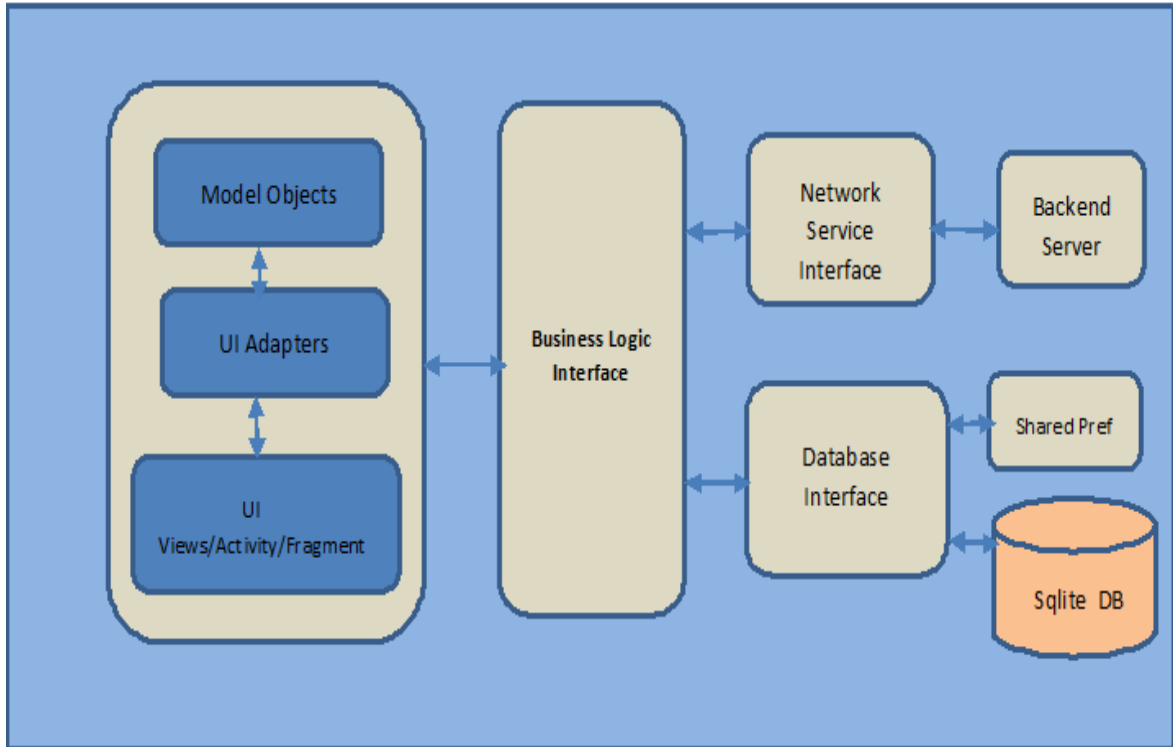 Model Objects
UI Adapters
UI
Views/Activity/Fragment
Business Logic
Interface
Network
Service
Interface
Backend
Server
Database
Interface
Shared Pref
Sqlite DB